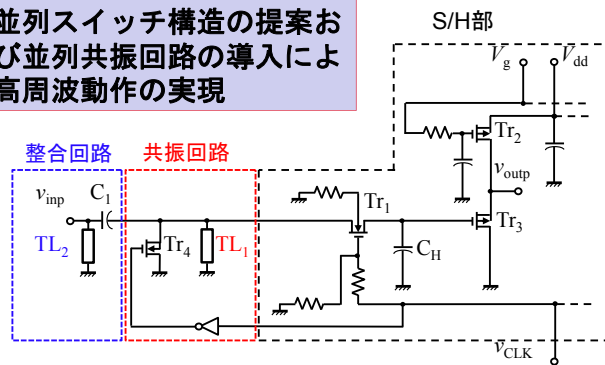 並列スイッチ構造の提案お
び並列共振回路の導入によ
高周波動作の実現
S/H部
Vg
Vdd
整合回路
共振回路
Tr2
vinp
C1
Tr1
voutp
TL2
Tr4
TL1
CH
Tr3
vCLK